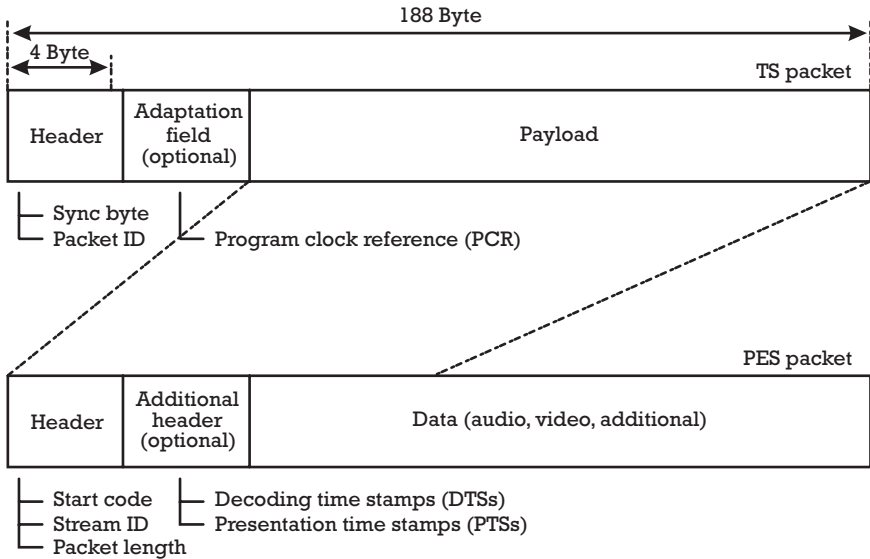 188 Byte
4 Byte
TS packet
Header
Adaptation
field
(optional)
Payload
Sync byte
Packet ID
Program clock reference (PCR)
PES packet
Header
Additional
header
(optional)
Data (audio, video, additional)
Start code
Decoding time stamps (DTSs)
Stream ID
Presentation time stamps (PTSs)
Packet length